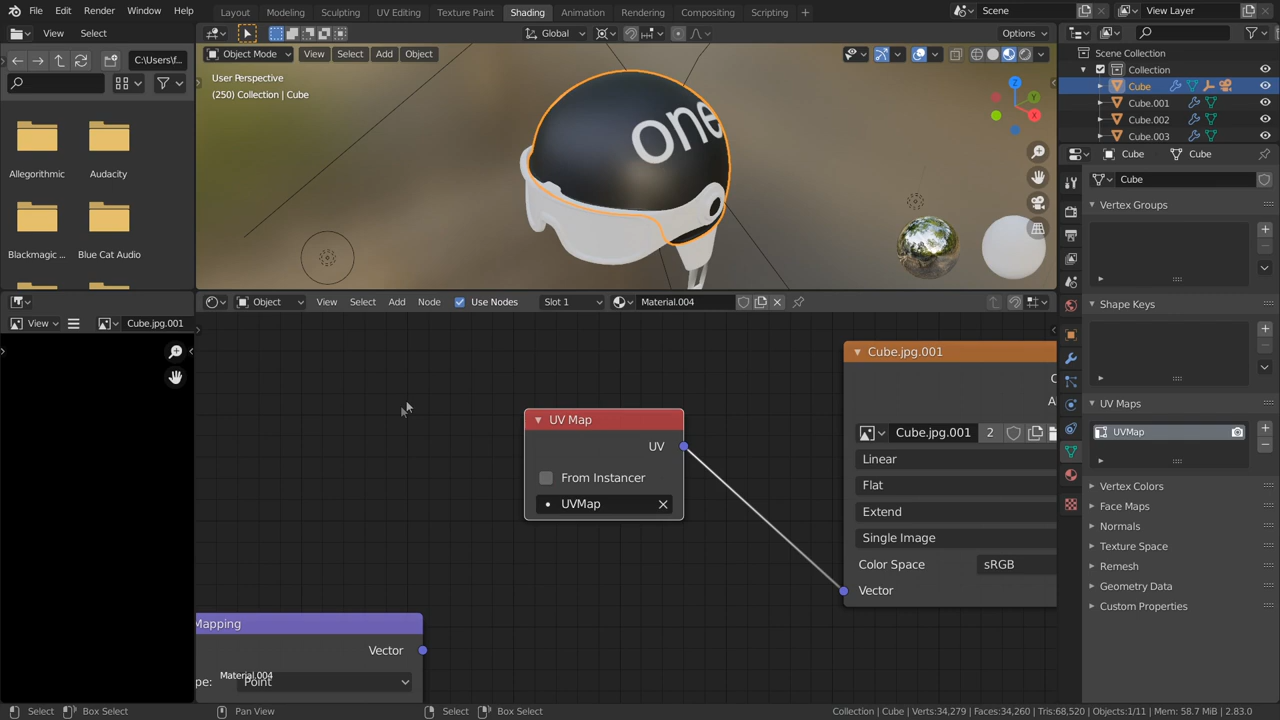 File Edit Render Window Help Layout Modeling Sculpting UV Editing Texture Paint Shading Animation Rendering Compositing Scripting + Scene View Layer
View Select Global Options
C:\Users\f... Object Mode View Select Add Object Scene Collection
User Perspective Collection
(250) Collection | Cube Cube
one
Z
X
Cube.001
Cube.002
Cube.003
Allegorithmic Audacity
Cube Cube
Cube
Vertex Groups
Blackmagic ... Blue Cat Audio
Object View Select Add Node Use Nodes Slot 1 Material.004
Shape Keys
View Cube.jpg.001
Cube.jpg.001
UV Map
UV
From Instancer
UVMap
Cube.jpg.001 2
Linear
Flat
Extend
Single Image
Color Space sRGB
Vector
Mapping
Vector
Point
Material.004
UV Maps
UVMap
Vertex Colors
Face Maps
Normals
Texture Space
Remesh
Geometry Data
Custom Properties
Select Box Select Pan View Select Box Select Collection | Cube | Verts:34,279 | Faces:34,260 | Tris:68,520 | Objects:1/11 | Mem: 58.7 MiB | 2.83.0